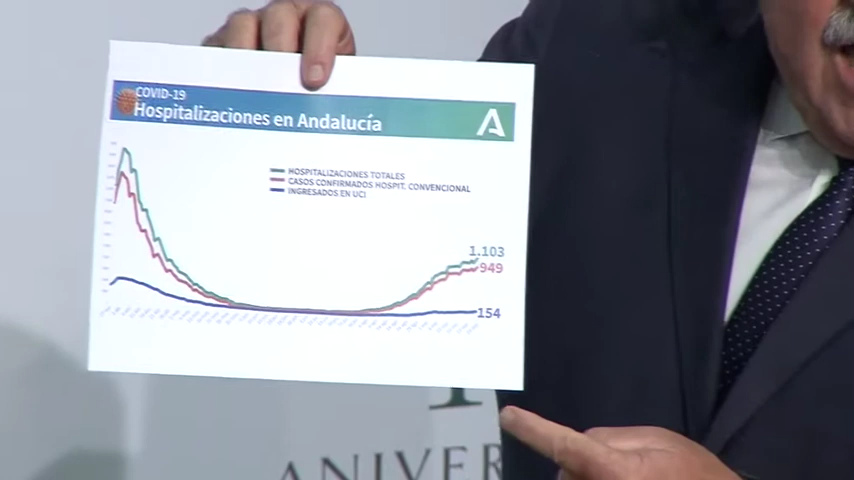 COVID-19
Hospitalizaciones en Andalucía
HOSPITALIZACIONES TOTALES
CASOS CONFIRMADOS HOSPIT. CONVENCIONAL
INGRESADOS EN UCI
1.103
949
154
ANIVER